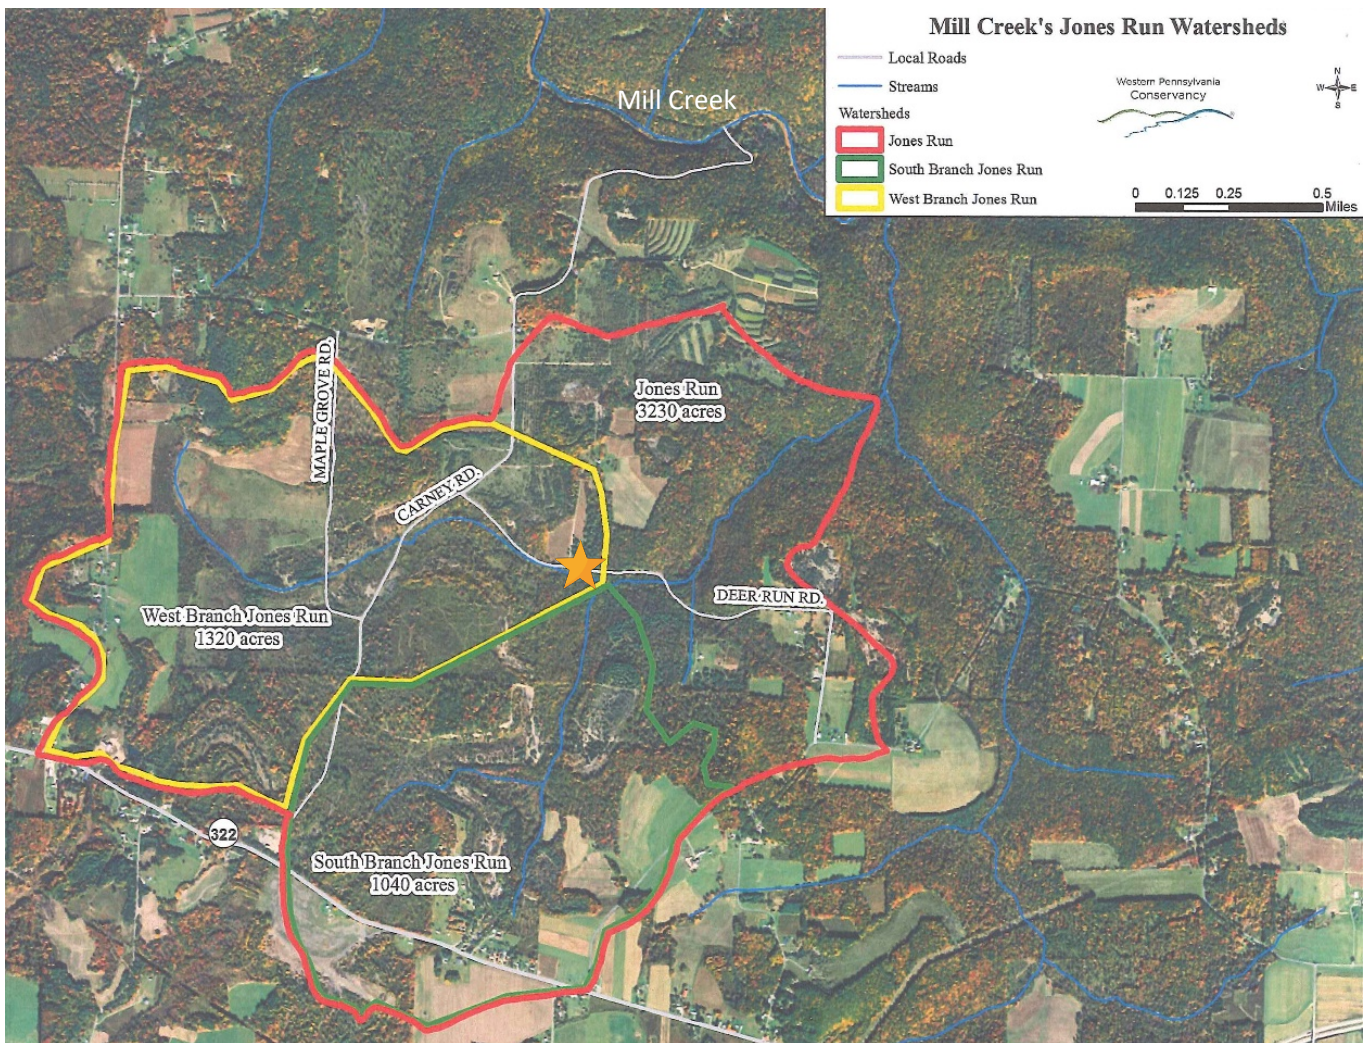 Mill Creek's Jones Run Watersheds
Local Roads
Streams
Watersheds
Jones Run
South Branch Jones Run
West Branch Jones Run
Western Pennsylvania
Conservancy
N
W E
S
0 0.125 0.25 0.5
Miles
Mill Creek
MAPLE GROVE RD.
Jones Run
3230 acres
CARNEY RD.
DEER RUN RD.
West Branch Jones Run
1320 acres
322
South Branch Jones Run
1040 acres